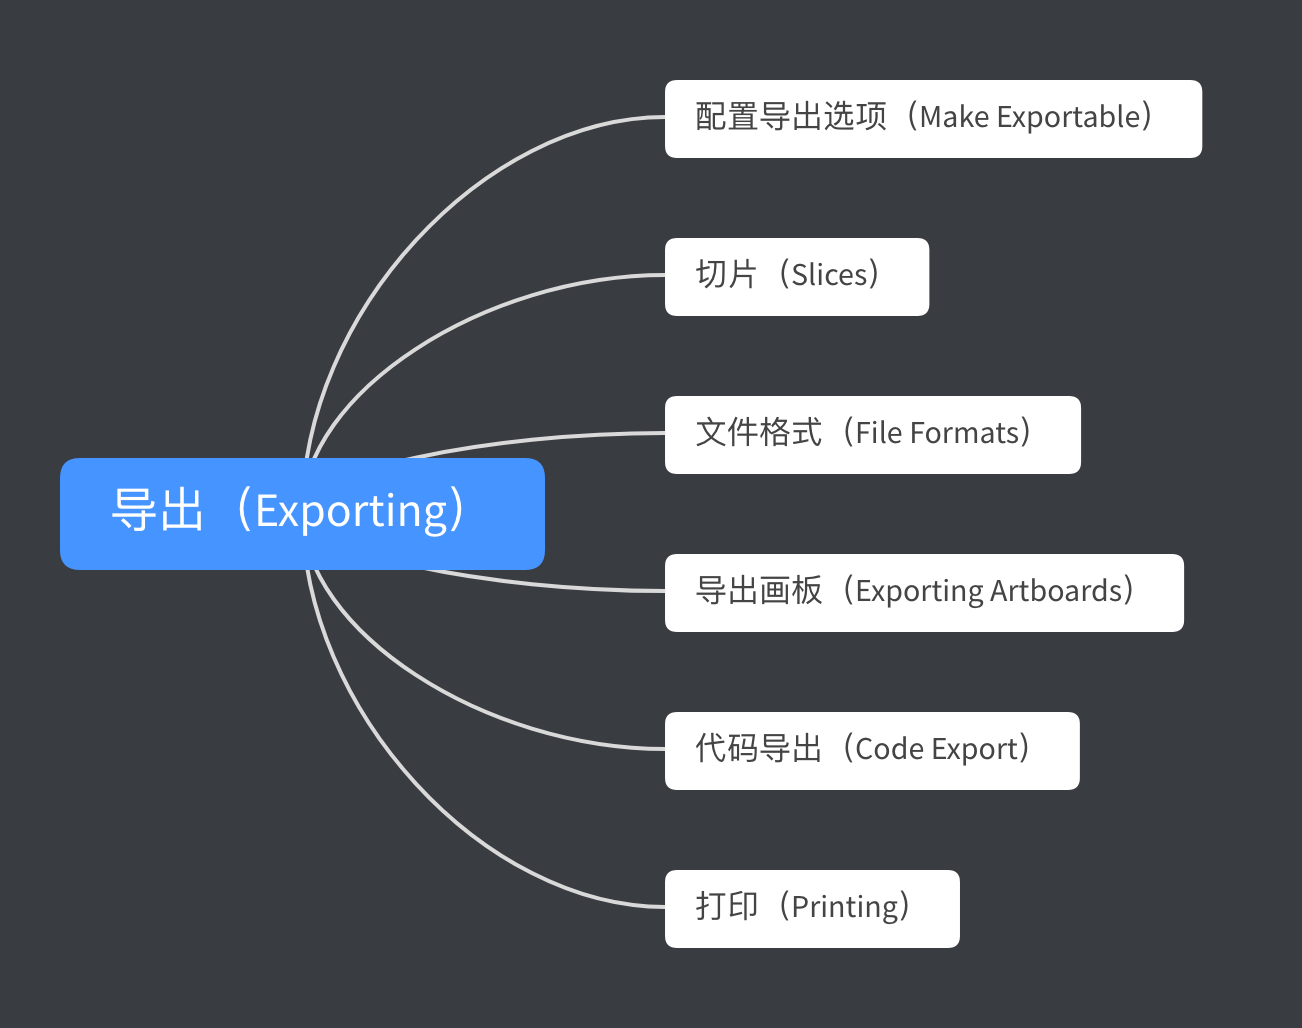 配置导出选项（Make Exportable）
切片（Slices）
文件格式（File Formats）
导出（Exporting）
导出画板（Exporting Artboards）
代码导出（Code Export）
打印（Printing）